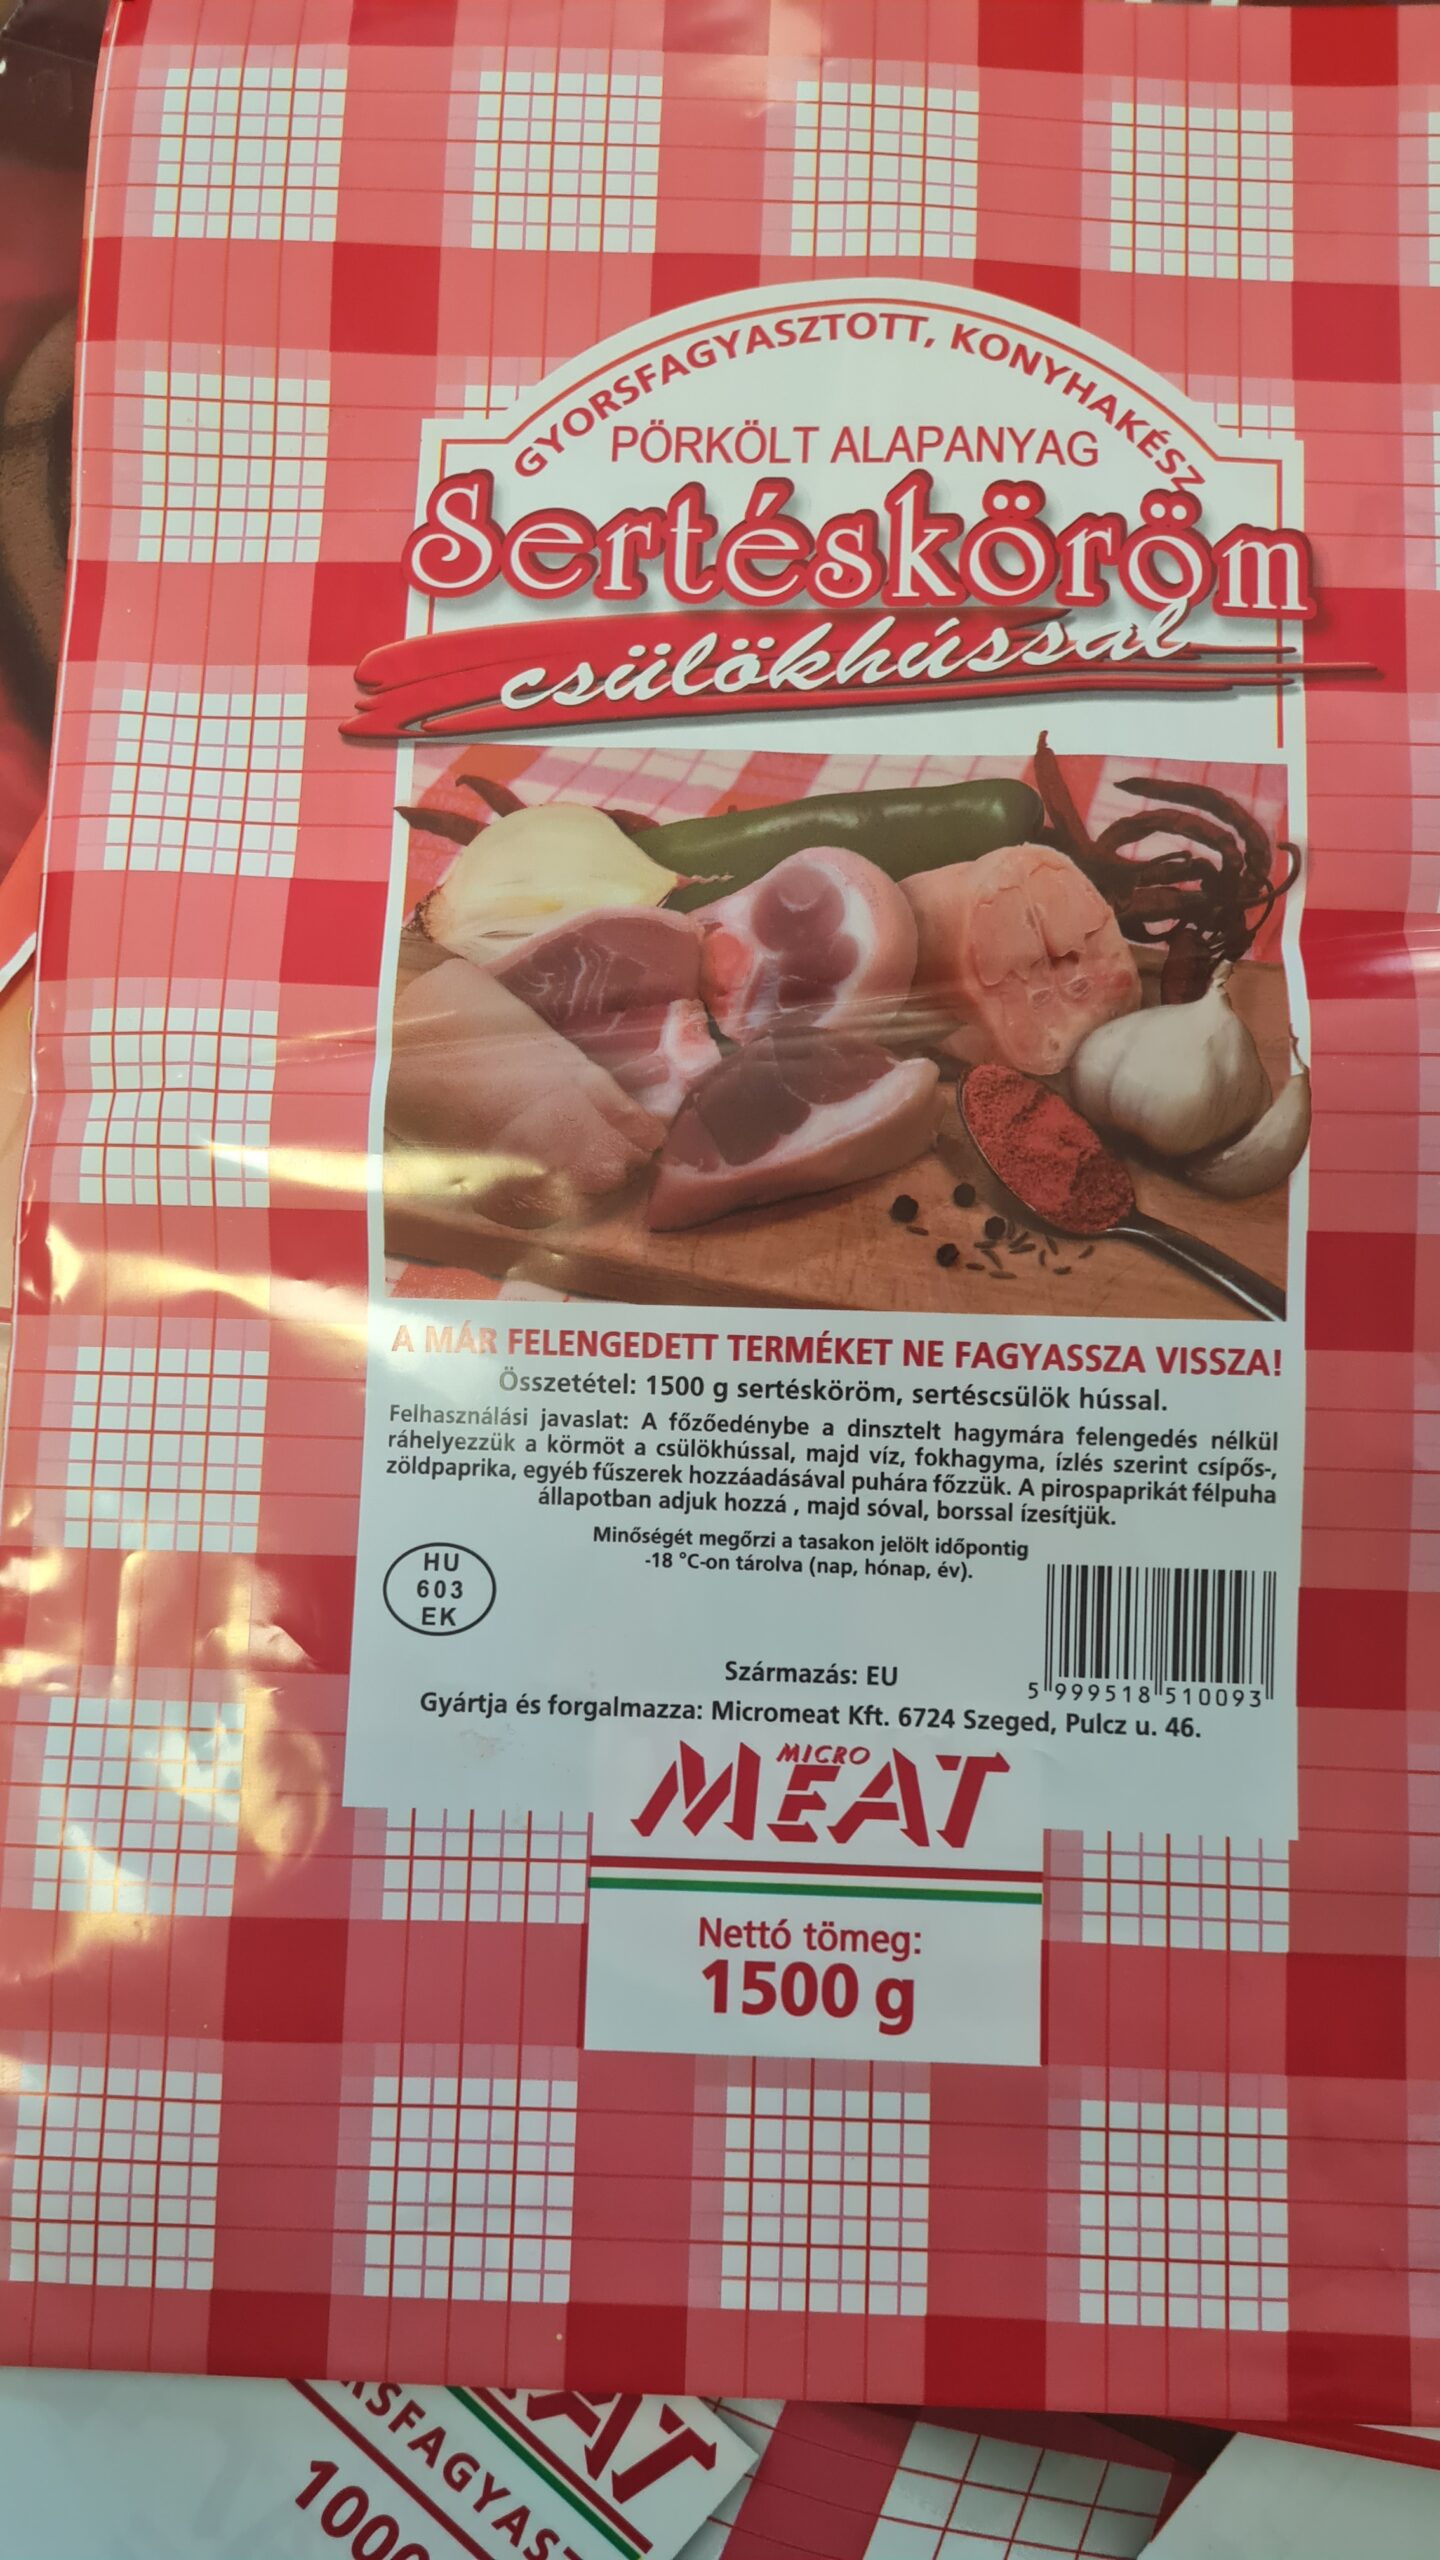 GYORSFAGYASZTOTT, KONYHAKÉSZ
PÖRKÖLT ALAPANYAG
Sertésköröm
csülökhússal
A MÁR FELENGEDETT TERMÉKET NE FAGYASSZA VISSZA!
Összetétel: 1500 g sertésköröm, sertéscsülök hússal.
Felhasználási javaslat: A főzőedénybe a dinsztelt hagymára felengedés nélkül
ráhelyezzük a körmöt a csülökhússal, majd víz, fokhagyma, ízlés szerint csípős-,
zöldpaprika, egyéb fűszerek hozzáadásával puhára főzzük. A pirospaprikát félpuha
állapotban adjuk hozzá , majd sóval, borssal ízesítjük.
Minőségét megőrzi a tasakon jelölt időpontig
-18 °C-on tárolva (nap, hónap, év).
HU
603
EK
5 999518 510093
Származás: EU
Gyártja és forgalmazza: Micromeat Kft. 6724 Szeged, Pulcz u. 46.
MICRO
MEAT
Nettó tömeg:
1500 g